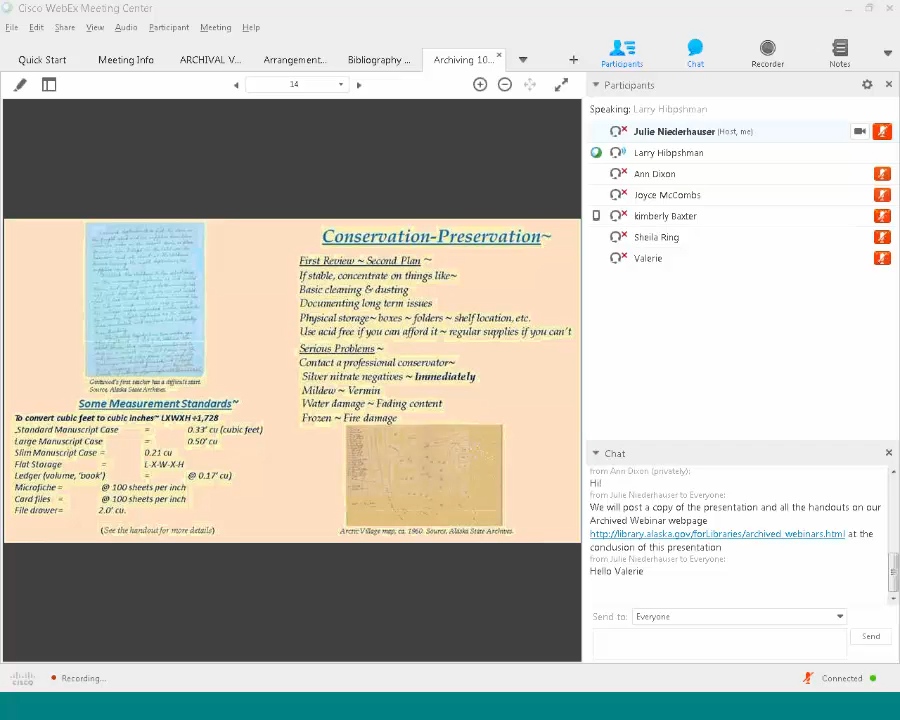 Cisco WebEx Meeting Center
File Edit Share View Audio Participant Meeting Help
Quick Start Meeting Info ARCHIVAL V... Arrangement... Bibliography ... Archiving 10...
Participants Chat Recorder Notes
14
Conservation-Preservation~
First Review ~ Second Plan ~
If stable, concentrate on things like~
Basic cleaning & dusting
Documenting long term issues
Physical storage~ boxes ~ folders ~ shelf location, etc.
Use acid free if you can afford it ~ regular supplies if you can't
Serious Problems ~
Contact a professional conservator~
Silver nitrate negatives ~ Immediately
Mildew ~ Vermin
Water damage ~ Fading content
Frozen ~ Fire damage
Arctic Village map, ca. 1960. Source, Alaska State Archives.
first teacher has a difficult start.
Source, Alaska State Archives.
Some Measurement Standards~
To convert cubic feet to cubic inches~ LXWXH÷1,728
Standard Manuscript Case = 0.33' cu (cubic feet)
Large Manuscript Case = 0.50' cu
Slim Manuscript Case = 0.21 cu
Flat Storage = L-X-W-X-H
Ledger (volume, 'book') = @ 0.17' cu)
Microfiche = @ 100 sheets per inch
Card files = @ 100 sheets per inch
File drawer= 2.0' cu.
(See the handout for more details)
Participants
Speaking: Larry Hibpshman
Julie Niederhauser (Host, me)
Larry Hibpshman
Ann Dixon
Joyce McCombs
kimberly Baxter
Sheila Ring
Valerie
Chat
from Ann Dixon (privately):
Hi!
from Julie Niederhauser to Everyone:
We will post a copy of the presentation and all the handouts on our
Archived Webinar webpage
http://library.alaska.gov/forLibraries/archived_webinars.html at the
conclusion of this presentation
from Julie Niederhauser to Everyone:
Hello Valerie
Send to: Everyone
Send
CISCO
Recording...
Connected